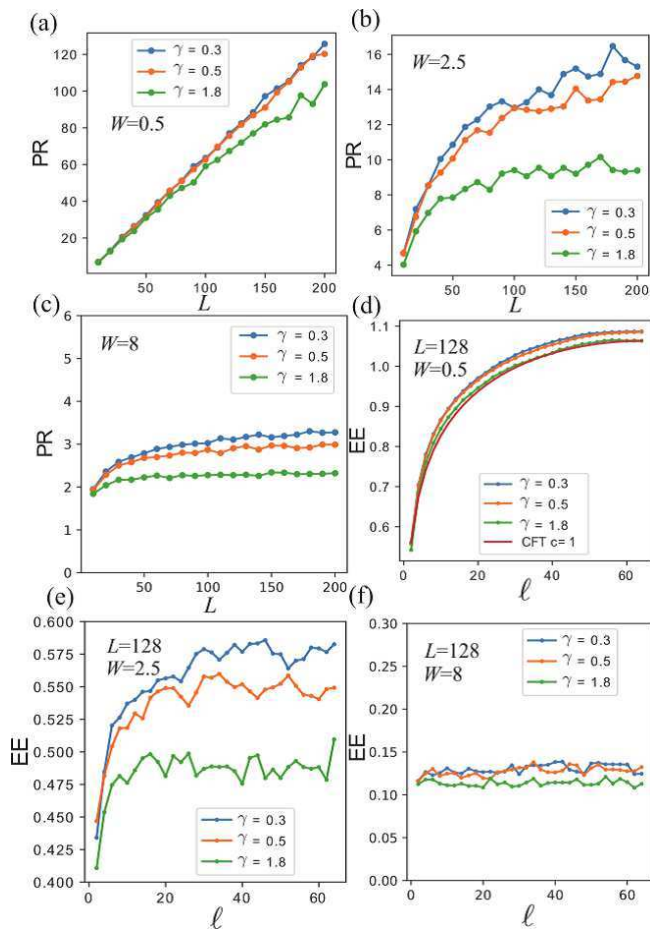 (a)
120
100
80
60
40
20
PR
γ = 0.3
γ = 0.5
γ = 1.8
W=0.5
50
100
150
200
L
(b)
16
14
12
10
8
6
4
PR
W=2.5
γ = 0.3
γ = 0.5
γ = 1.8
50
100
150
200
L
(c)
6
5
4
3
2
1
0
PR
W=8
γ = 0.3
γ = 0.5
γ = 1.8
50
100
150
200
L
(d)
1.1
1.0
0.9
0.8
0.7
0.6
EE
L=128
W=0.5
γ = 0.3
γ = 0.5
γ = 1.8
CFT c= 1
0
20
40
60
ℓ
(e)
0.600
0.575
0.550
0.525
0.500
0.475
0.450
0.425
0.400
EE
L=128
W=2.5
γ = 0.3
γ = 0.5
γ = 1.8
0
20
40
60
ℓ
(f)
0.30
0.25
0.20
0.15
0.10
0.05
0.00
EE
L=128
W=8
γ = 0.3
γ = 0.5
γ = 1.8
0
20
40
60
ℓ